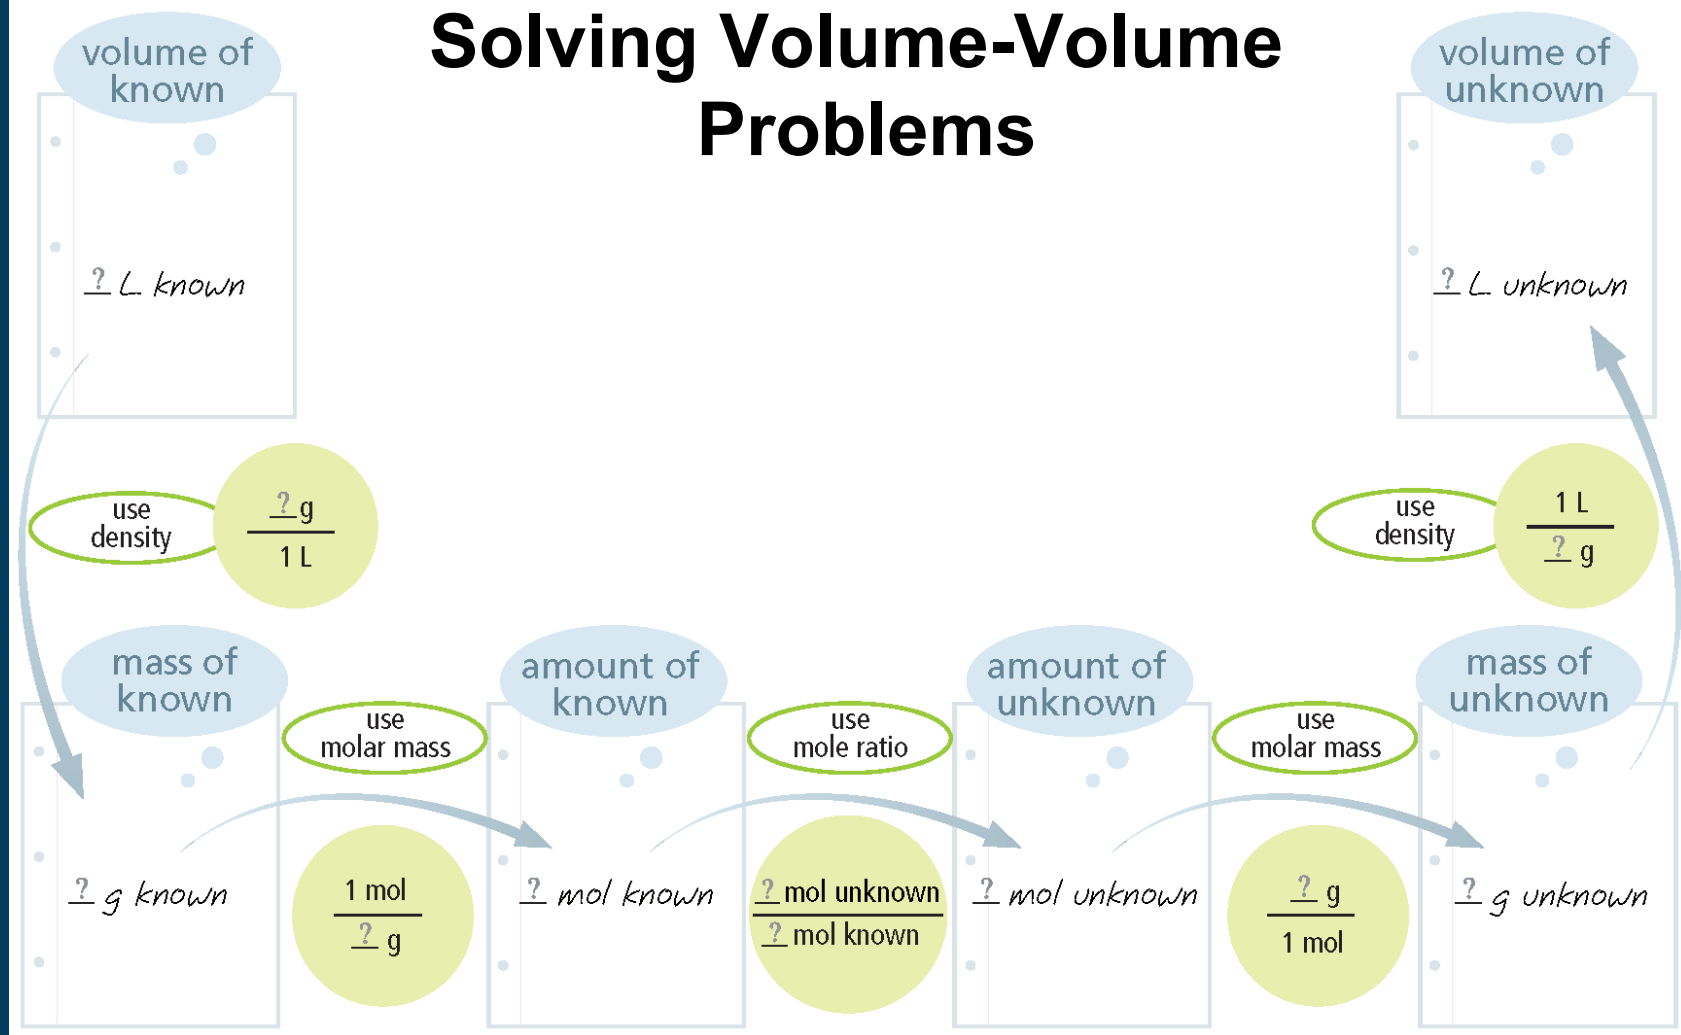 Solving Volume-Volume
Problems
volume of
known
? L known
use
density
? g
1 L
mass of
known
? g known
use
molar mass
1 mol
? g
amount of
known
? mol known
use
mole ratio
? mol unknown
? mol known
amount of
unknown
? mol unknown
use
molar mass
? g
1 mol
mass of
unknown
? g unknown
use
density
1 L
? g
volume of
unknown
? L unknown